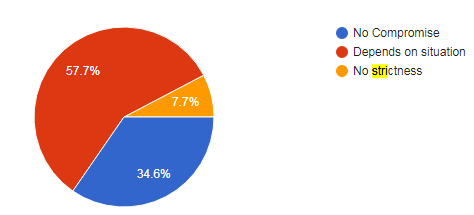 No Compromise
57.7%
Depends on situation
No strictness
7.7%
34.6%